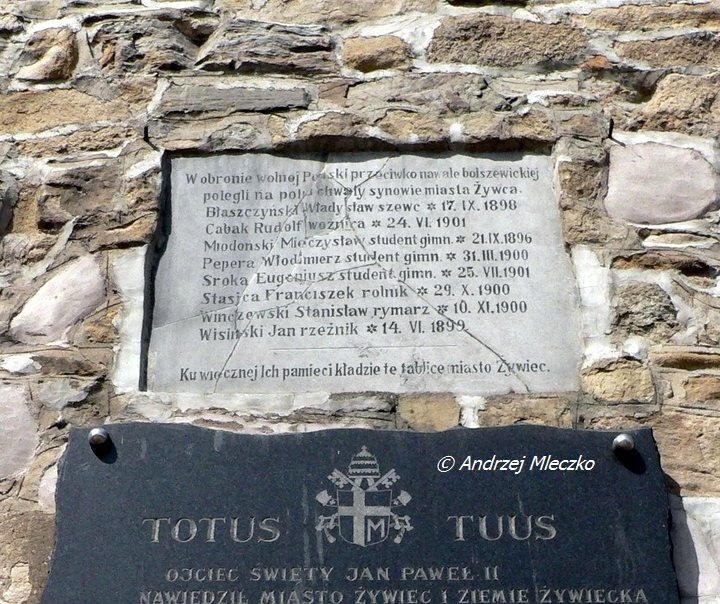 W obronie wolnej Polski przeciwko nawale bolszewickiej
polegli na polu chwały synowie miasta Żywca.
Błaszczyński Władysław szewc * 17. IX. 1898
Cabak Rudolf woźnica * 24. VI. 1901
Młodoński Mieczysław student gimn. * 21. IX. 1896
Pepera Włodzimierz student gimn. * 31. III. 1900
Sroka Eugeniusz student gimn. * 25. VII. 1901
Stasica Franciszek rolnik * 29. X. 1900
Winczewski Stanisław rymarz * 10. XI. 1900
Wisiński Jan rzeźnik * 14. VI. 1899
Ku wiecznej Ich pamięci kładzie tę tablicę miasto Żywiec.
© Andrzej Mleczko
TOTUS TUUS
M
OJCIEC ŚWIĘTY JAN PAWEŁ II
NAWIEDZIŁ MIASTO ŻYWIEC I ZIEMIĘ ŻYWIECKĄ